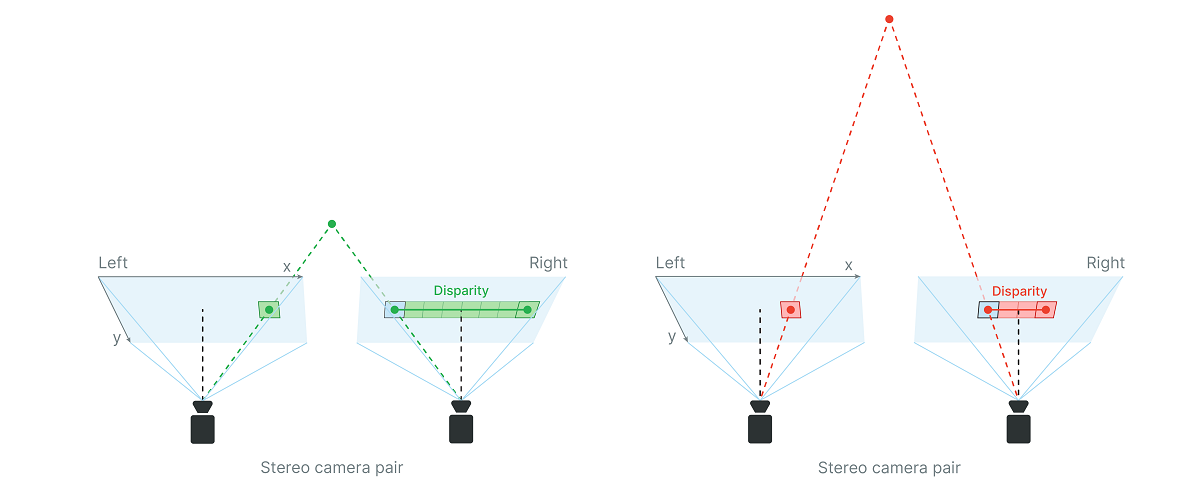 Left
x
y
Disparity
Right
Stereo camera pair
Left
x
y
Disparity
Right
Stereo camera pair